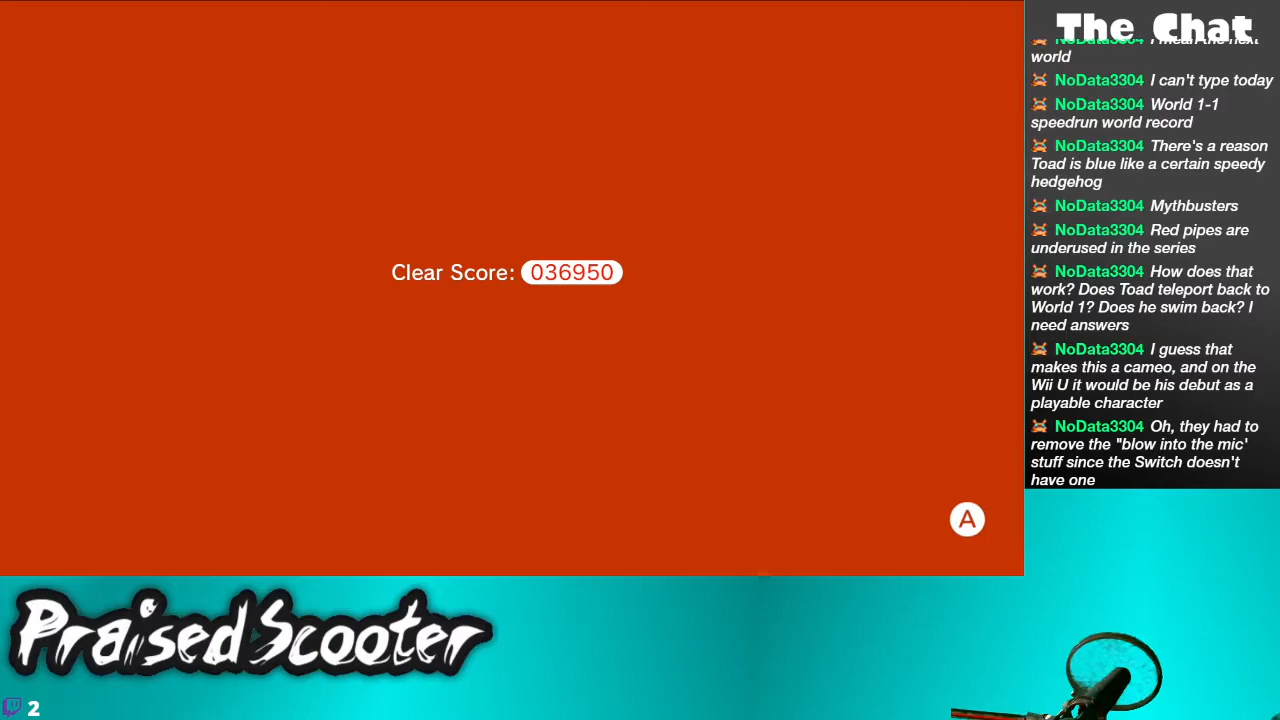 The Chat
NoData3304 I mean the next
world
NoData3304 I can't type today
NoData3304 World 1-1
speedrun world record
NoData3304 There's a reason
Toad is blue like a certain speedy
hedgehog
NoData3304 Mythbusters
NoData3304 Red pipes are
underused in the series
NoData3304 How does that
work? Does Toad teleport back to
World 1? Does he swim back? I
need answers
NoData3304 I guess that
makes this a cameo, and on the
Wii U it would be his debut as a
playable character
NoData3304 Oh, they had to
remove the "blow into the mic'
stuff since the Switch doesn't
have one
Clear Score: 036950
A
PraisedScooter
2